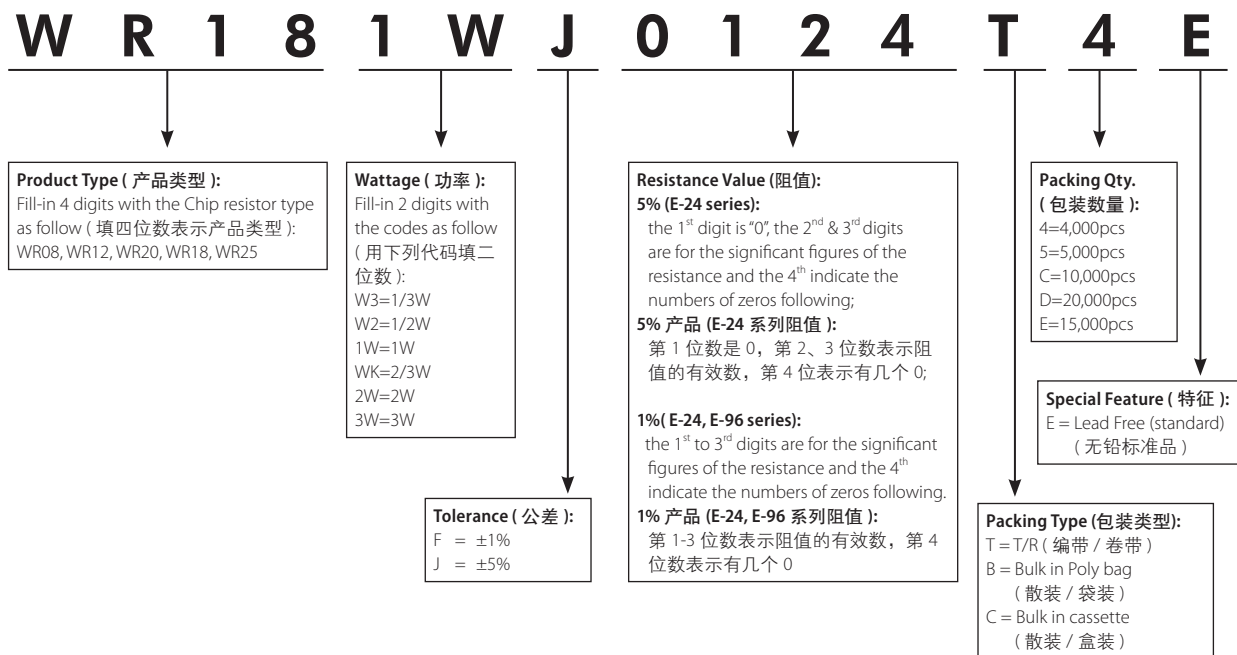 WR181WJ0124T4E
Product Type ( 产品类型 ):
Fill-in 4 digits with the Chip resistor type
as follow ( 填四位数表示产品类型 ):
WR08, WR12, WR20, WR18, WR25
Wattage ( 功率 ):
Fill-in 2 digits with
the codes as follow
( 用下列代码填二
位数 ):
W3=1/3W
W2=1/2W
1W=1W
WK=2/3W
2W=2W
3W=3W
Tolerance ( 公差 ):
F = ±1%
J = ±5%
Resistance Value (阻值):
5% (E-24 series):
the 1st digit is “0”, the 2nd & 3rd digits
are for the significant figures of the
resistance and the 4th indicate the
numbers of zeros following;
5% 产品 (E-24 系列阻值 ):
第 1 位数是 0，第 2、3 位数表示阻
值的有效数，第 4 位表示有几个 0;
1%( E-24, E-96 series):
the 1st to 3rd digits are for the significant
figures of the resistance and the 4th
indicate the numbers of zeros following.
1% 产品 (E-24, E-96 系列阻值 ):
第 1-3 位数表示阻值的有效数，第 4
位数表示有几个 0
Packing Qty.
( 包装数量 ):
4=4,000pcs
5=5,000pcs
C=10,000pcs
D=20,000pcs
E=15,000pcs
Special Feature ( 特征 ):
E = Lead Free (standard)
( 无铅标准品 )
Packing Type (包装类型):
T = T/R ( 编带 / 卷带 )
B = Bulk in Poly bag
( 散装 / 袋装 )
C = Bulk in cassette
( 散装 / 盒装 )